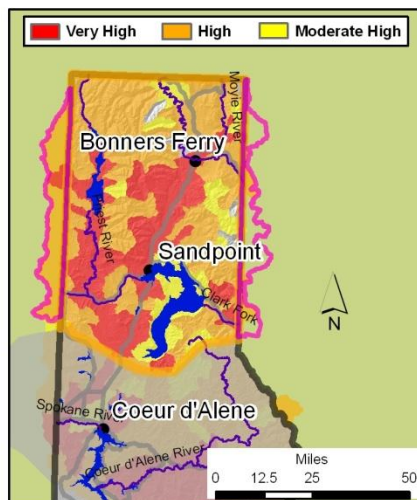 Very High High Moderate High
Moyie River
Bonners Ferry
Priest River
Sandpoint
Clark Fork
N
Spokane River
Coeur d'Alene
Coeur d'Alene River
Miles
0 12.5 25 50